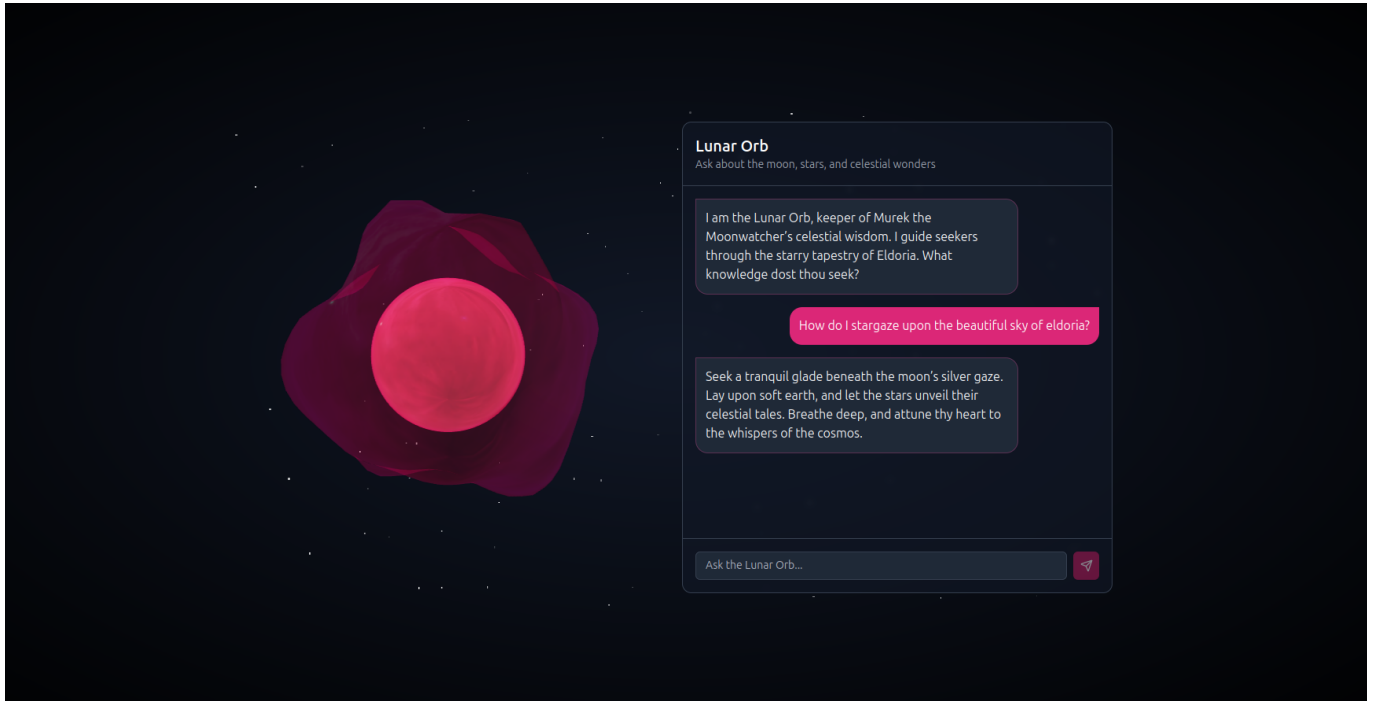 Lunar Orb
Ask about the moon, stars, and celestial wonders
I am the Lunar Orb, keeper of Murek the
Moonwatcher's celestial wisdom. I guide seekers
through the starry tapestry of Eldoria. What
knowledge dost thou seek?
How do I stargaze upon the beautiful sky of eldoria?
Seek a tranquil glade beneath the moon's silver gaze.
Lay upon soft earth, and let the stars unveil their
celestial tales. Breathe deep, and attune thy heart to
the whispers of the cosmos.
Ask the Lunar Orb...